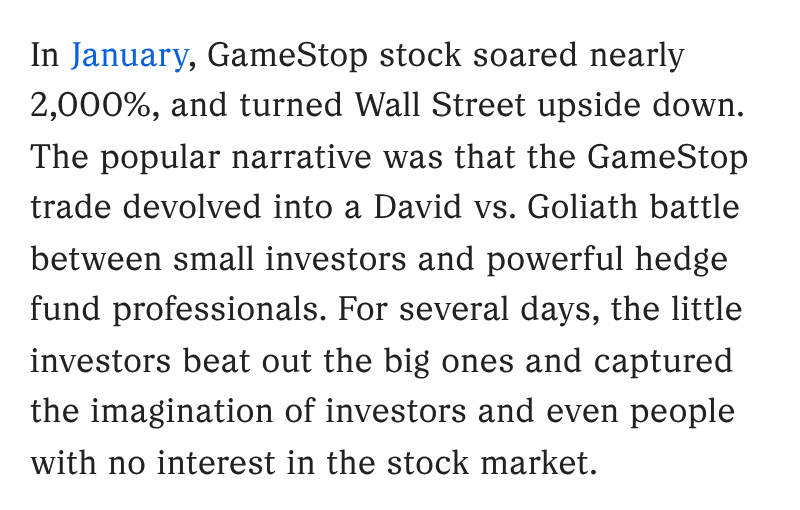 In January, GameStop stock soared nearly
2,000%, and turned Wall Street upside down.
The popular narrative was that the GameStop
trade devolved into a David vs. Goliath battle
between small investors and powerful hedge
fund professionals. For several days, the little
investors beat out the big ones and captured
the imagination of investors and even people
with no interest in the stock market.